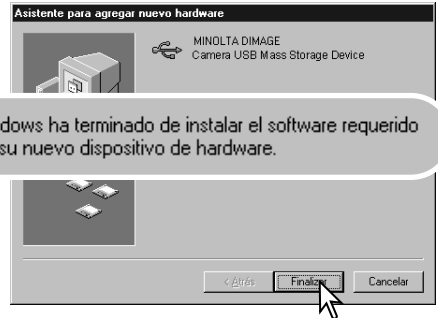 Asistente para agregar nuevo hardware
MINOLTA DIMAGE
Camera USB Mass Storage Device
dows ha terminado de instalar el software requerido
su nuevo dispositivo de hardware.
< Atrás
Finalizar
Cancelar